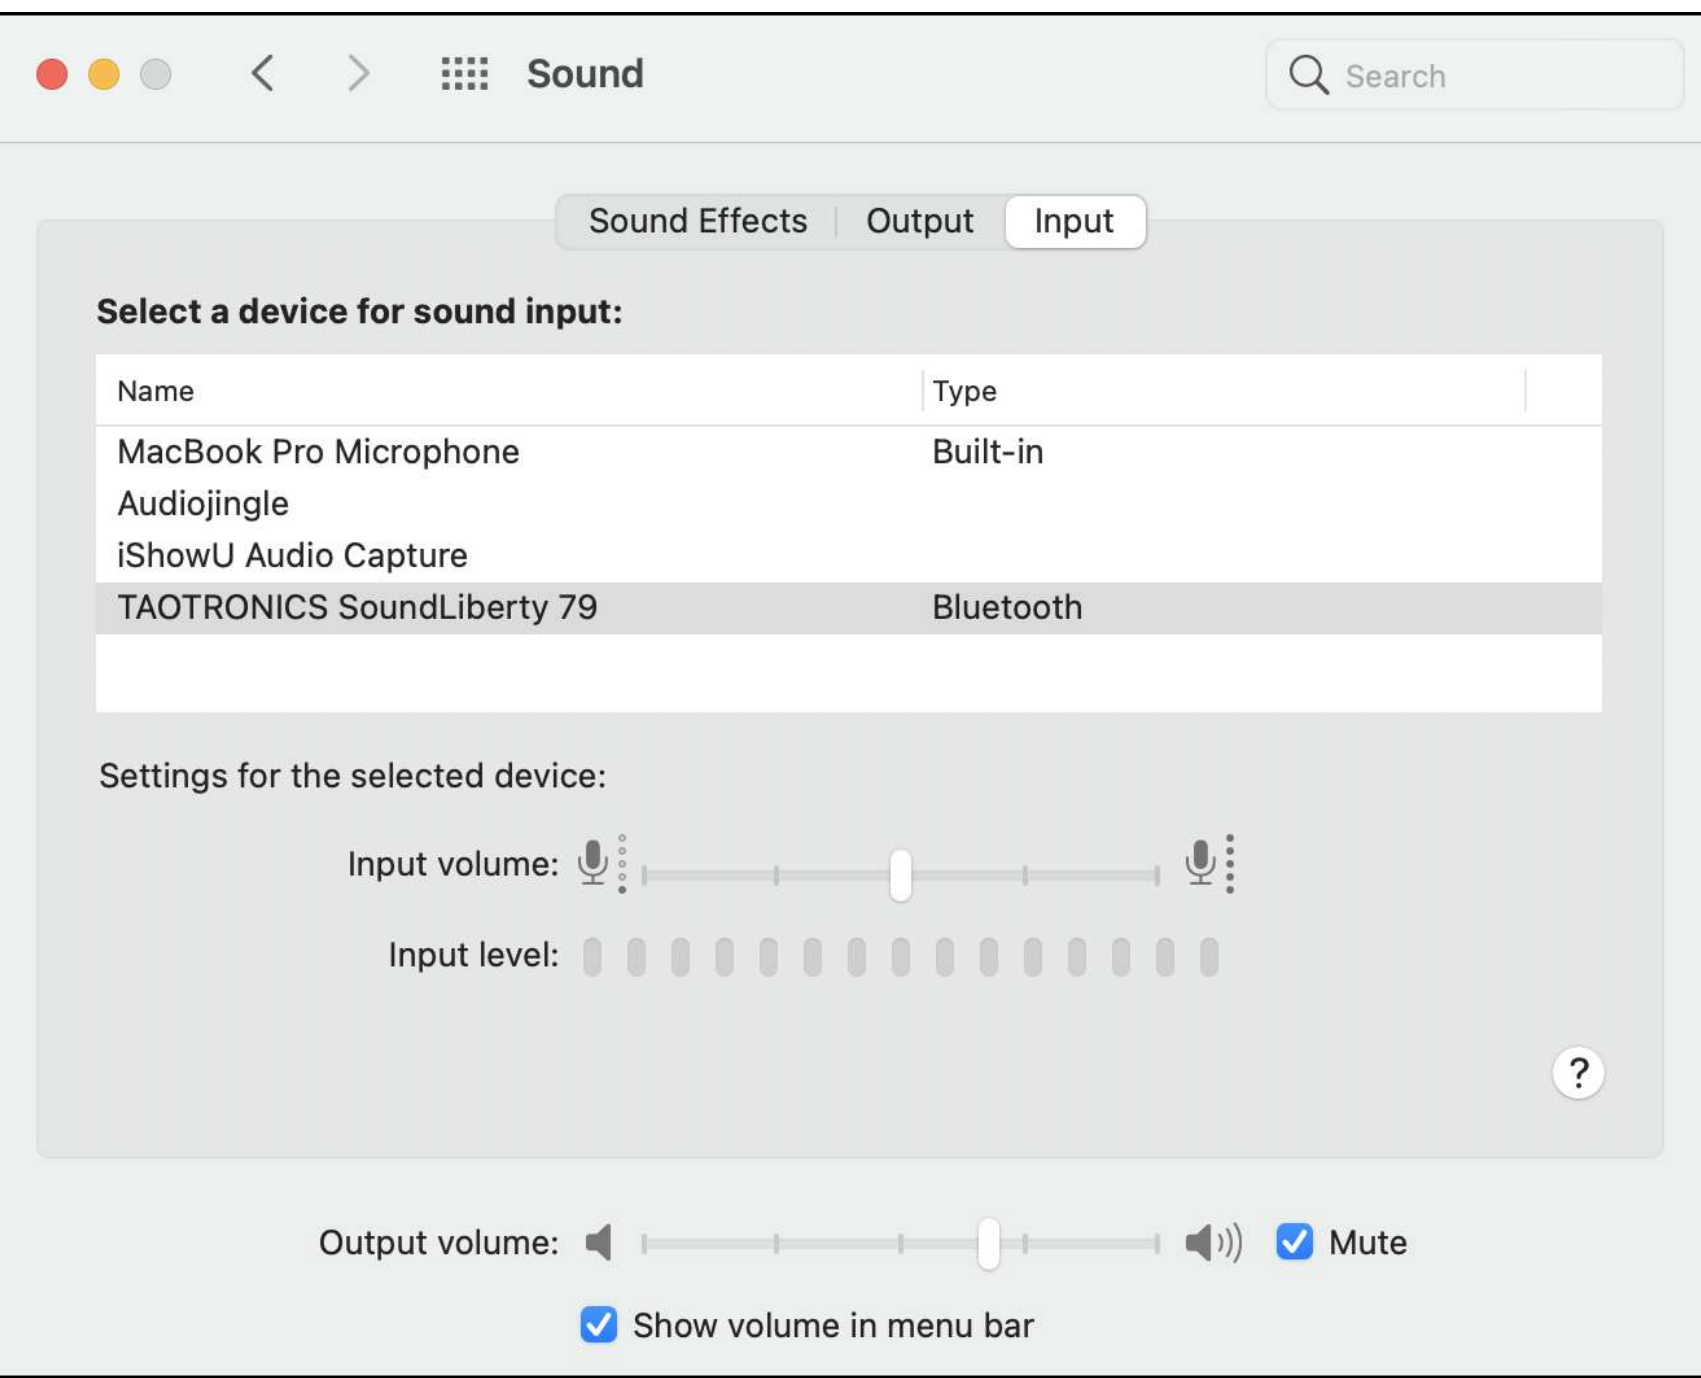 Sound
Search
Sound Effects
Output
Input
Select a device for sound input:
Name Type
MacBook Pro Microphone Built-in
Audiojingle
iShowU Audio Capture
TAOTRONICS SoundLiberty 79 Bluetooth
Settings for the selected device:
Input volume:
Input level:
?
Output volume: Mute
Show volume in menu bar